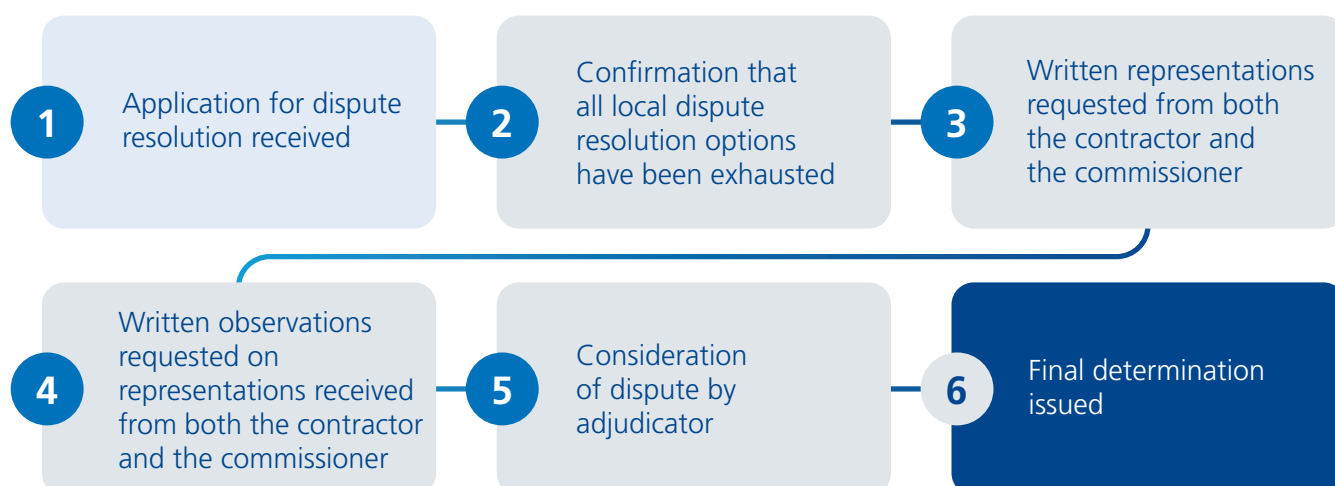 1
Application for dispute
resolution received
2
Confirmation that
all local dispute
resolution options
have been exhausted
3
Written representations
requested from both
the contractor and
the commissioner
4
Written observations
requested on
representations received
from both the contractor
and the commissioner
5
Consideration
of dispute by
adjudicator
6
Final determination
issued